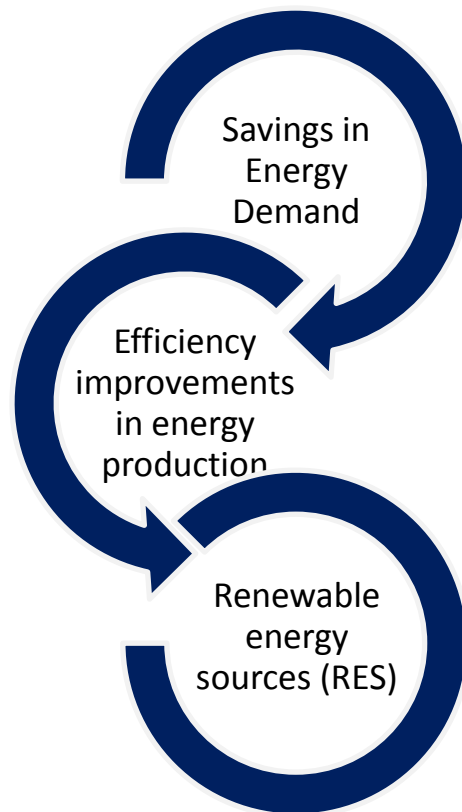 Savings in
Energy
Demand
Efficiency
improvements
in energy
production
Renewable
energy
sources (RES)